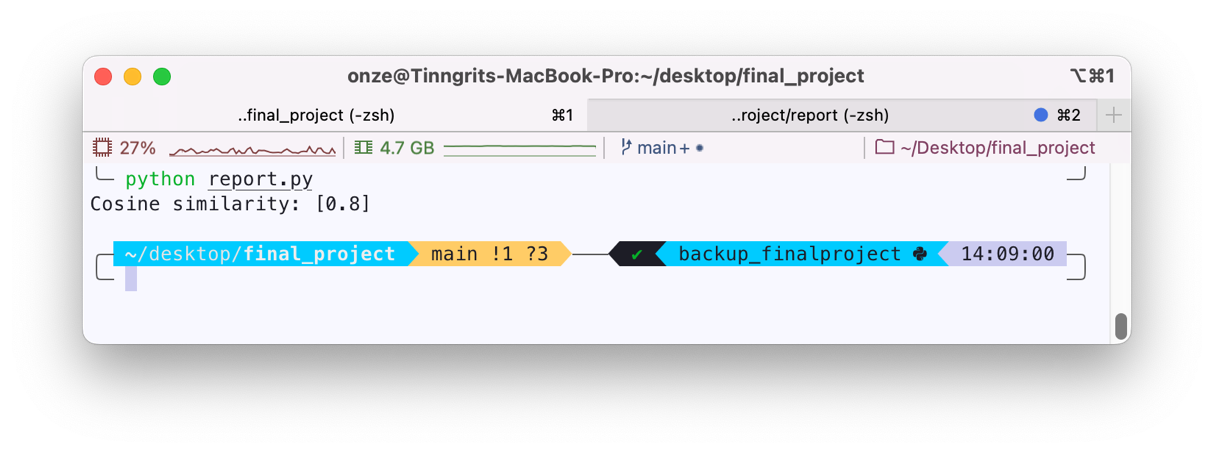 onze@Tinngrits-MacBook-Pro:~/desktop/final_project ⌥⌘1
..final_project (-zsh) ⌘1 ..roject/report (-zsh) ⌘2 +
27% 4.7 GB main+ ~/Desktop/final_project
python report.py
Cosine similarity: [0.8]
~/desktop/final_project main !1 ?3 ✔ backup_finalproject 14:09:00